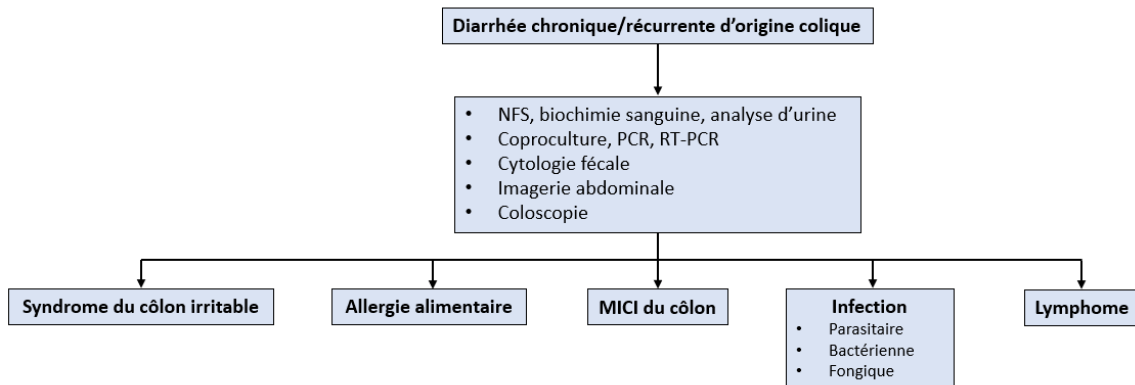 Diarrhée chronique/récurrente d'origine colique
• NFS, biochimie sanguine, analyse d'urine
• Coproculture, PCR, RT-PCR
• Cytologie fécale
• Imagerie abdominale
• Coloscopie
Syndrome du côlon irritable
Allergie alimentaire
MICI du côlon
Infection
• Parasitaire
• Bactérienne
• Fongique
Lymphome